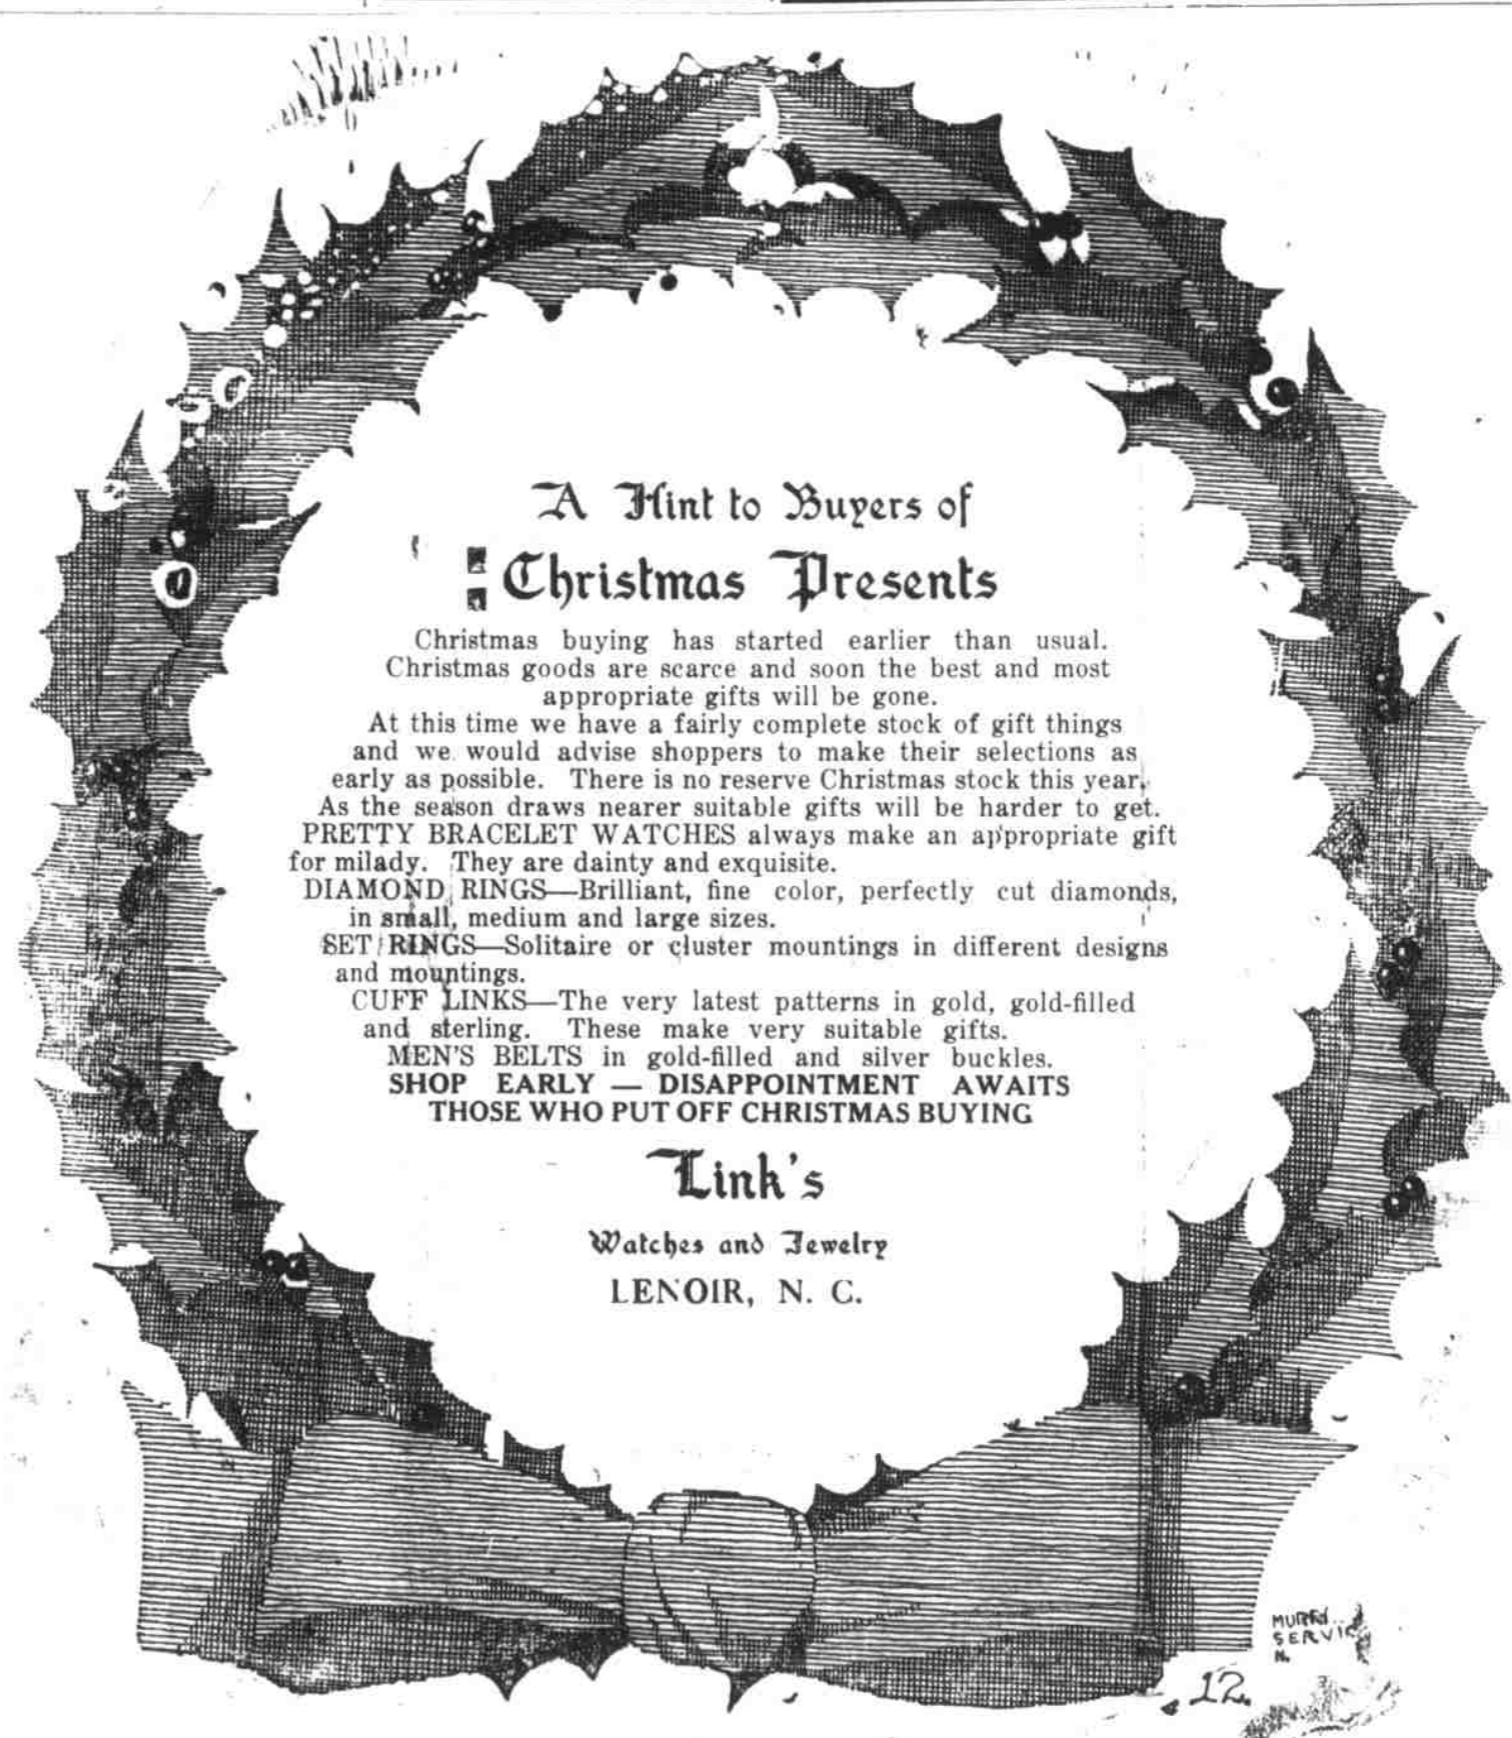 A Hint to Buyers of
Christmas Presents
Christmas buying has started earlier than usual.
Christmas goods are scarce and soon the best and most
appropriate gifts will be gone.
At this time we have a fairly complete stock of gift things
and we would advise shoppers to make their selections as
early as possible. There is no reserve Christmas stock this year.
As the season draws nearer suitable gifts will be harder to get.
PRETTY BRACELET WATCHES always make an appropriate gift
for milady. They are dainty and exquisite.
DIAMOND RINGS—Brilliant, fine color, perfectly cut diamonds,
in small, medium and large sizes.
SET RINGS—Solitaire or cluster mountings in different designs
and mountings.
CUFF LINKS—The very latest patterns in gold, gold-filled
and sterling. These make very suitable gifts.
MEN'S BELTS in gold-filled and silver buckles.
SHOP EARLY — DISAPPOINTMENT AWAITS
THOSE WHO PUT OFF CHRISTMAS BUYING
Link's
Watches and Jewelry
LENOIR, N. C.
12